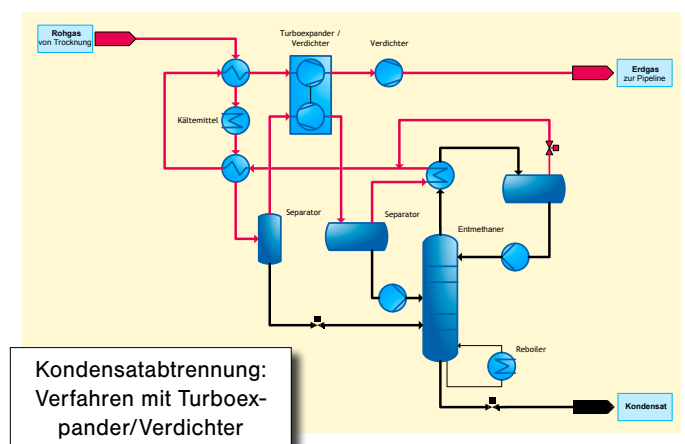 Rohgas
von Trocknung
Turboexpander /
Verdichter
Verdichter
Erdgas
zur Pipeline
Kältemittel
Separator
Separator
Entmethaner
Reboiler
Kondensat
Kondensatabtrennung:
Verfahren mit Turboex-
pander/Verdichter